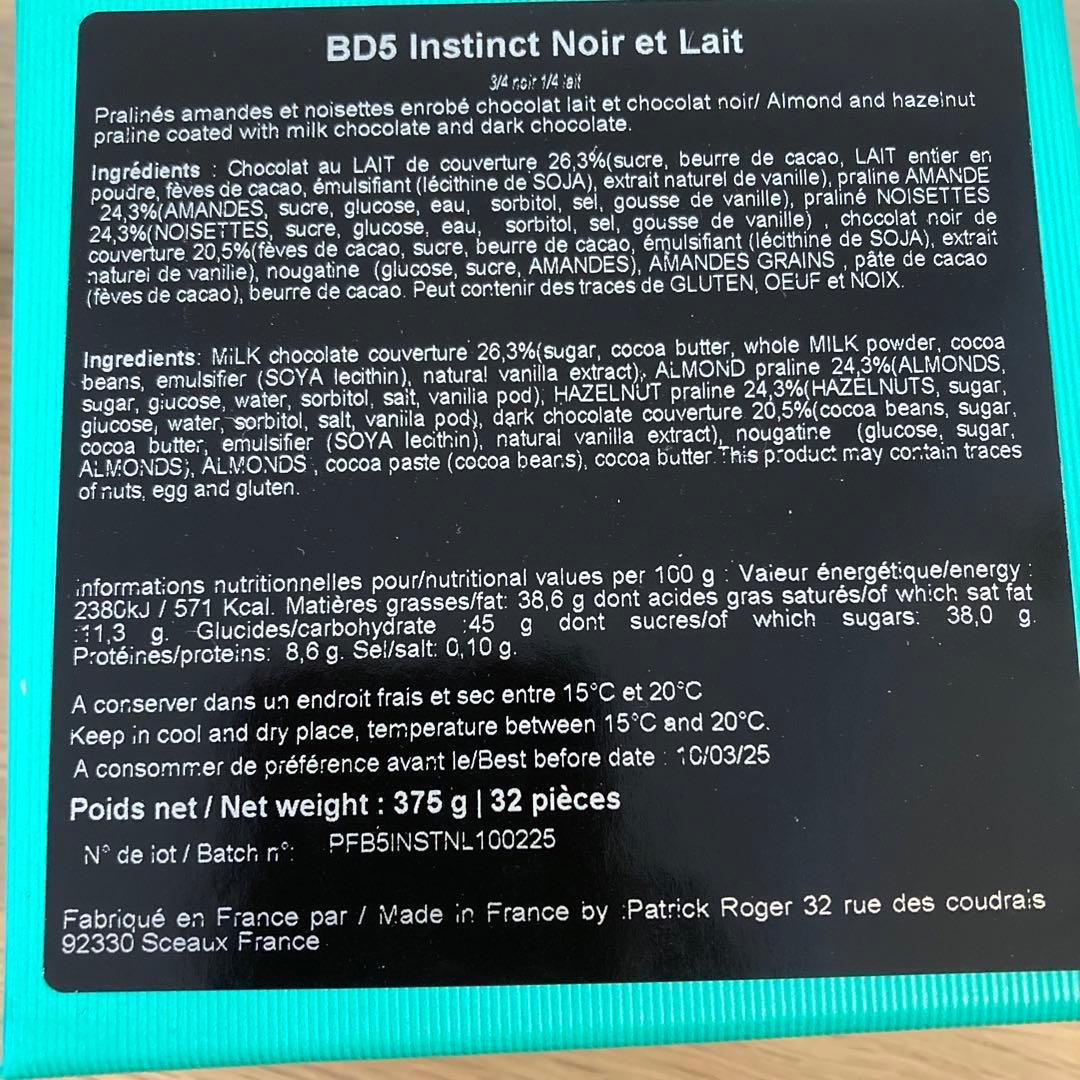 BD5 Instinct Noir et Lait
3/4 noir 1/4 lait
Pralinés amandes et noisettes enrobé chocolat lait et chocolat noir/ Almond and hazelnut
praline coated with milk chocolate and dark chocolate.
Ingrédients : Chocolat au LAIT de couverture 26,3%(sucre, beurre de cacao, LAIT entier en
poudre, fèves de cacao, émulsifiant (lécithine de SOJA), extrait naturel de vanille), praline AMANDE
24,3%(AMANDES, sucre, glucose, eau, sorbitol, sel, gousse de vanille), praliné NOISETTES
24,3%(NOISETTES, sucre, glucose, eau, sorbitol, sel, gousse de vanille) , chocolat noir de
couverture 20,5%(fèves de cacao, sucre, beurre de cacao, émulsifiant (lécithine de SOJA), extrait
naturel de vanille), nougatine (glucose, sucre, AMANDES), AMANDES GRAINS , pâte de cacao
(fèves de cacao), beurre de cacao. Peut contenir des traces de GLUTEN, OEUF et NOIX.
Ingredients: MiLK chocolate couverture 26,3%(sugar, cocoa butter, whole MILK powder, cocoa
beans, emulsifier (SOYA lecithin), natural vanilla extract), ALMOND praline 24,3%(ALMONDS,
sugar, glucose, water, sorbitol, salt, vanilla pod), HAZELNUT praline 24,3%(HAZELNUTS, sugar,
glucose, water, sorbitol, salt, vanilla pod), dark chocolate couverture 20,5%(cocoa beans, sugar,
cocoa butter, emulsifier (SOYA lecithin), natural vanilla extract), nougatine (glucose, sugar,
ALMONDS), ALMONDS , cocoa paste (cocoa beans), cocoa butter.This product may contain traces
of nuts, egg and gluten.
informations nutritionnelles pour/nutritional values per 100 g : Valeur énergétique/energy :
2380kJ / 571 Kcal. Matières grasses/fat: 38,6 g dont acides gras saturés/of which sat fat
:11,3 g. Glucides/carbohydrate :45 g dont sucres/of which sugars: 38,0 g.
Protéines/proteins: 8,6 g. Sel/salt: 0,10 g.
A conserver dans un endroit frais et sec entre 15°C et 20°C
Keep in cool and dry place, temperature between 15°C and 20°C.
A consommer de préférence avant le/Best before date : 10/03/25
Poids net / Net weight : 375 g | 32 pièces
N° de lot / Batch n°: PFB5INSTNL100225
Fabriqué en France par / Made in France by :Patrick Roger 32 rue des coudrais
92330 Sceaux France